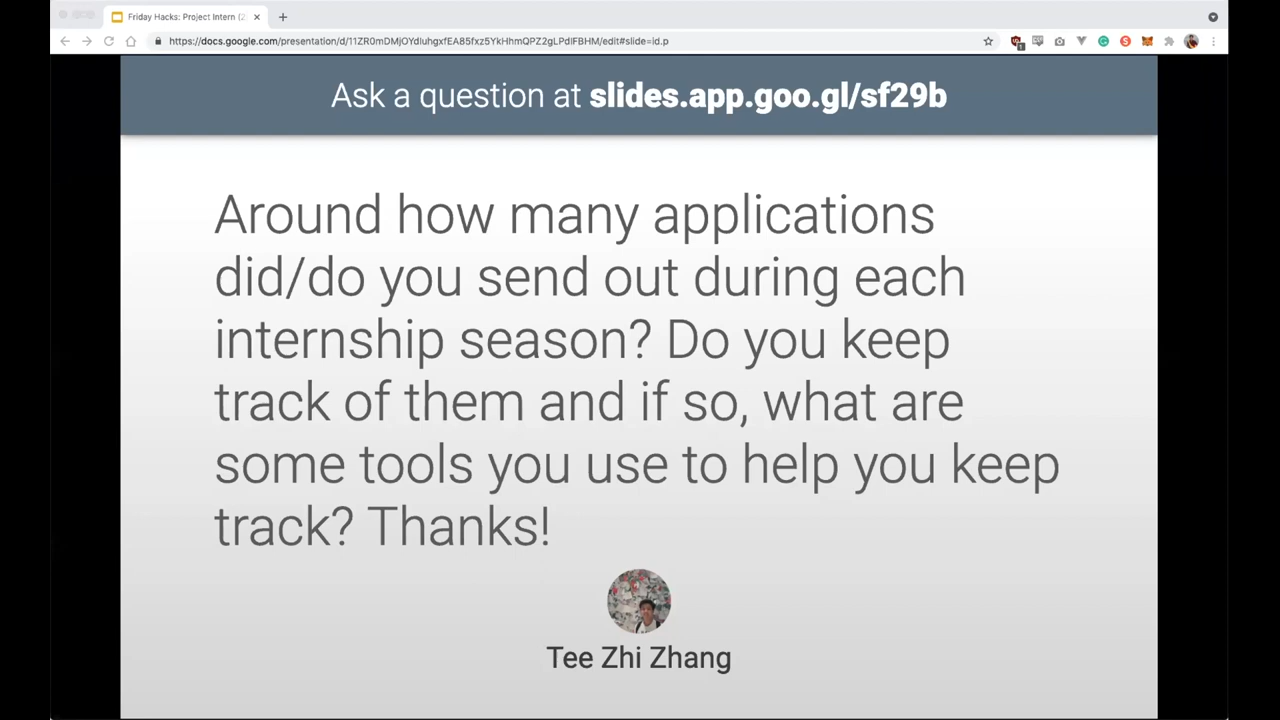 Friday Hacks: Project Intern (2
https://docs.google.com/presentation/d/11ZR0mDMjOYdluhgxfEA85fxz5YkHhmQPZ2gLPdiFBHM/edit#slide=id.p
Ask a question at slides.app.goo.gl/sf29b
Around how many applications
did/do you send out during each
internship season? Do you keep
track of them and if so, what are
some tools you use to help you keep
track? Thanks!
Tee Zhi Zhang